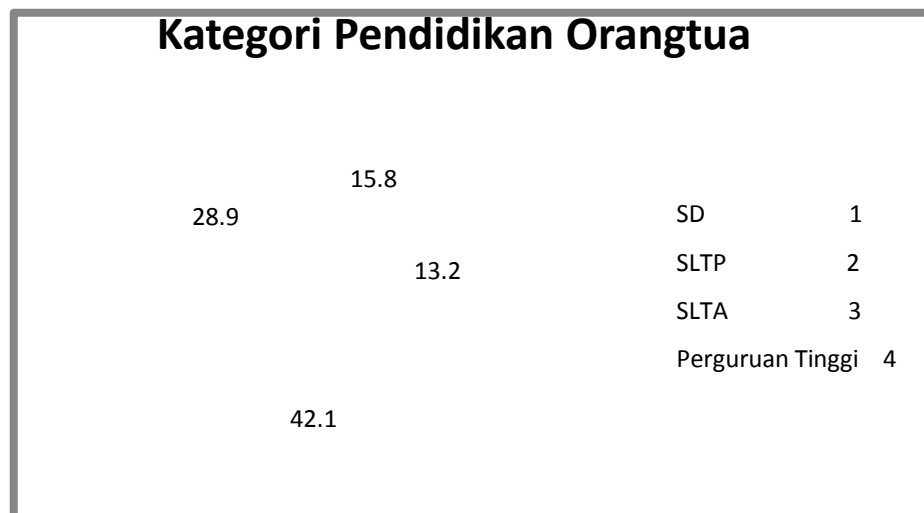 Kategori Pendidikan Orangtua
15.8
28.9
13.2
42.1
SD 1
SLTP 2
SLTA 3
Perguruan Tinggi 4